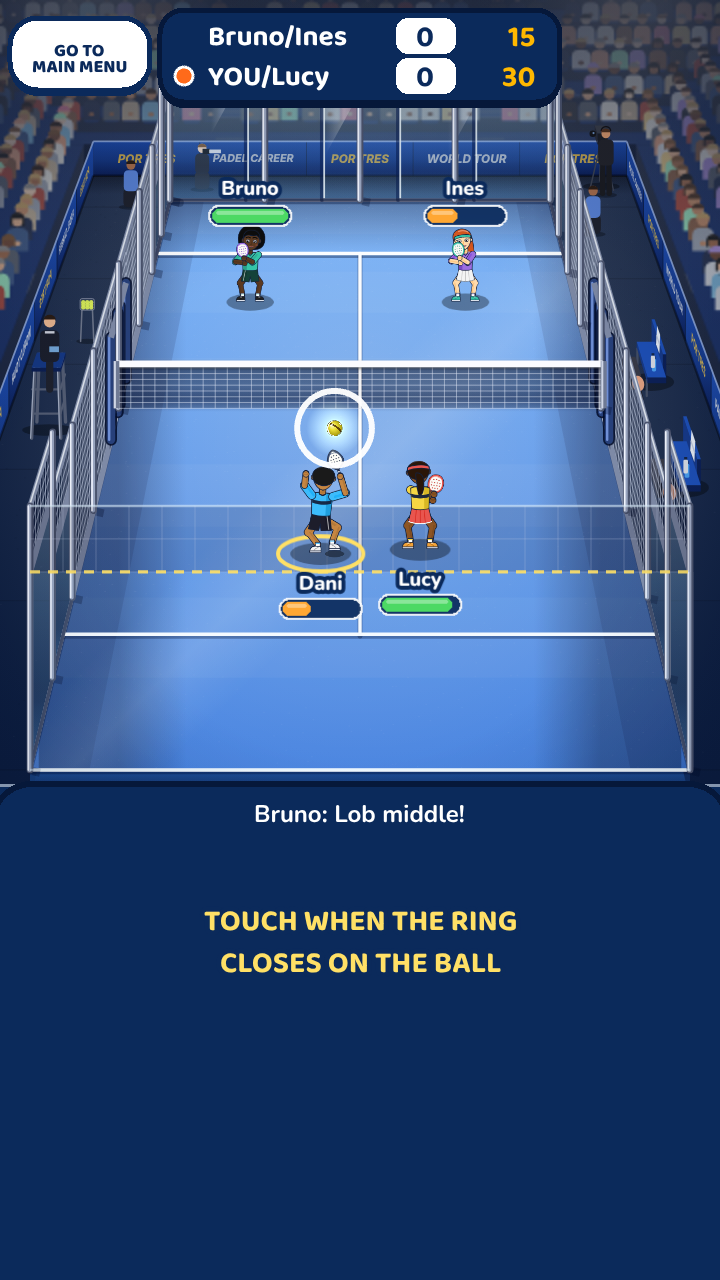 GO TO
MAIN MENU
Bruno/Ines 0 15
YOU/Lucy 0 30
PADEL CAREER
WORLD TOUR
Bruno
Ines
Dani
Lucy
Bruno: Lob middle!
TOUCH WHEN THE RING
CLOSES ON THE BALL